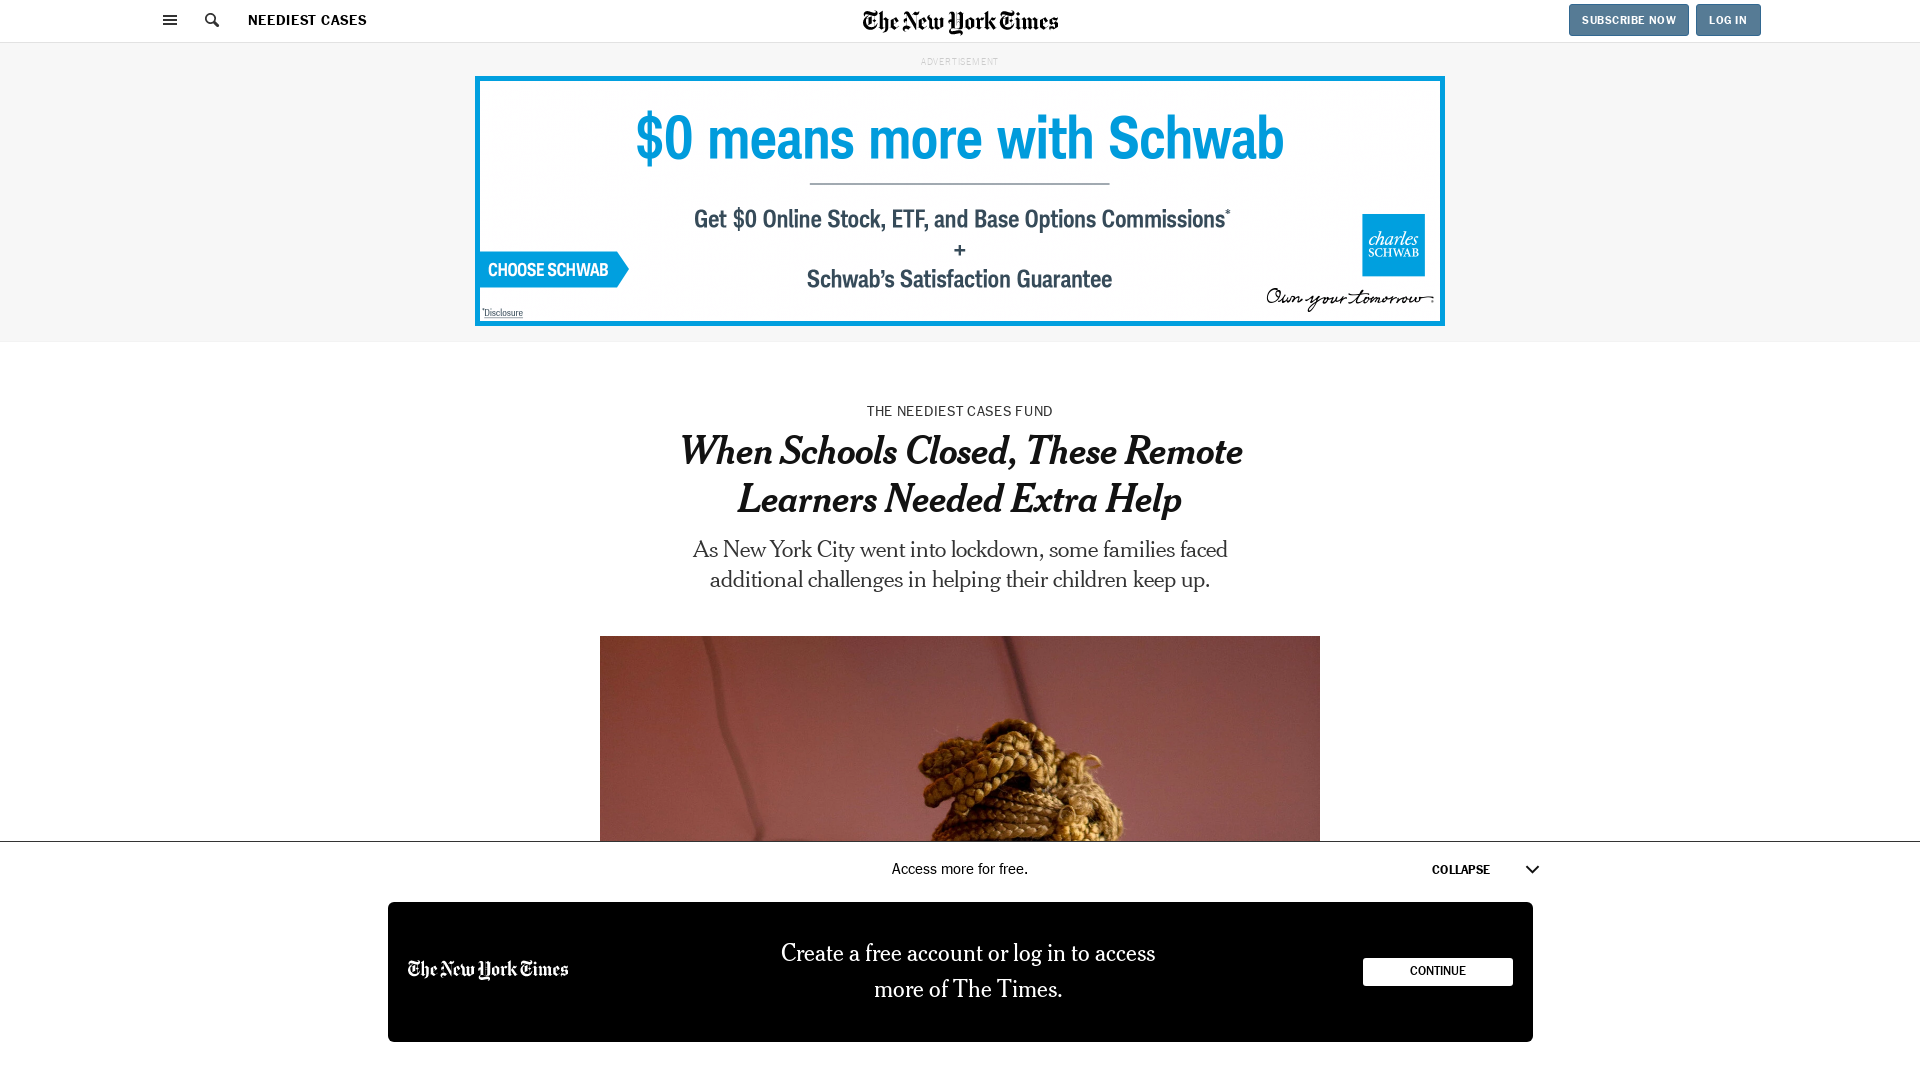 NEEDIEST CASES
The New York Times
SUBSCRIBE NOW
LOG IN
ADVERTISEMENT
$0 means more with Schwab
Get $0 Online Stock, ETF, and Base Options Commissions*
+
Schwab's Satisfaction Guarantee
CHOOSE SCHWAB
*Disclosure
charles
SCHWAB
Own your tomorrow
THE NEEDIEST CASES FUND
When Schools Closed, These Remote
Learners Needed Extra Help
As New York City went into lockdown, some families faced
additional challenges in helping their children keep up.
Access more for free.
COLLAPSE
The New York Times
Create a free account or log in to access
more of The Times.
CONTINUE